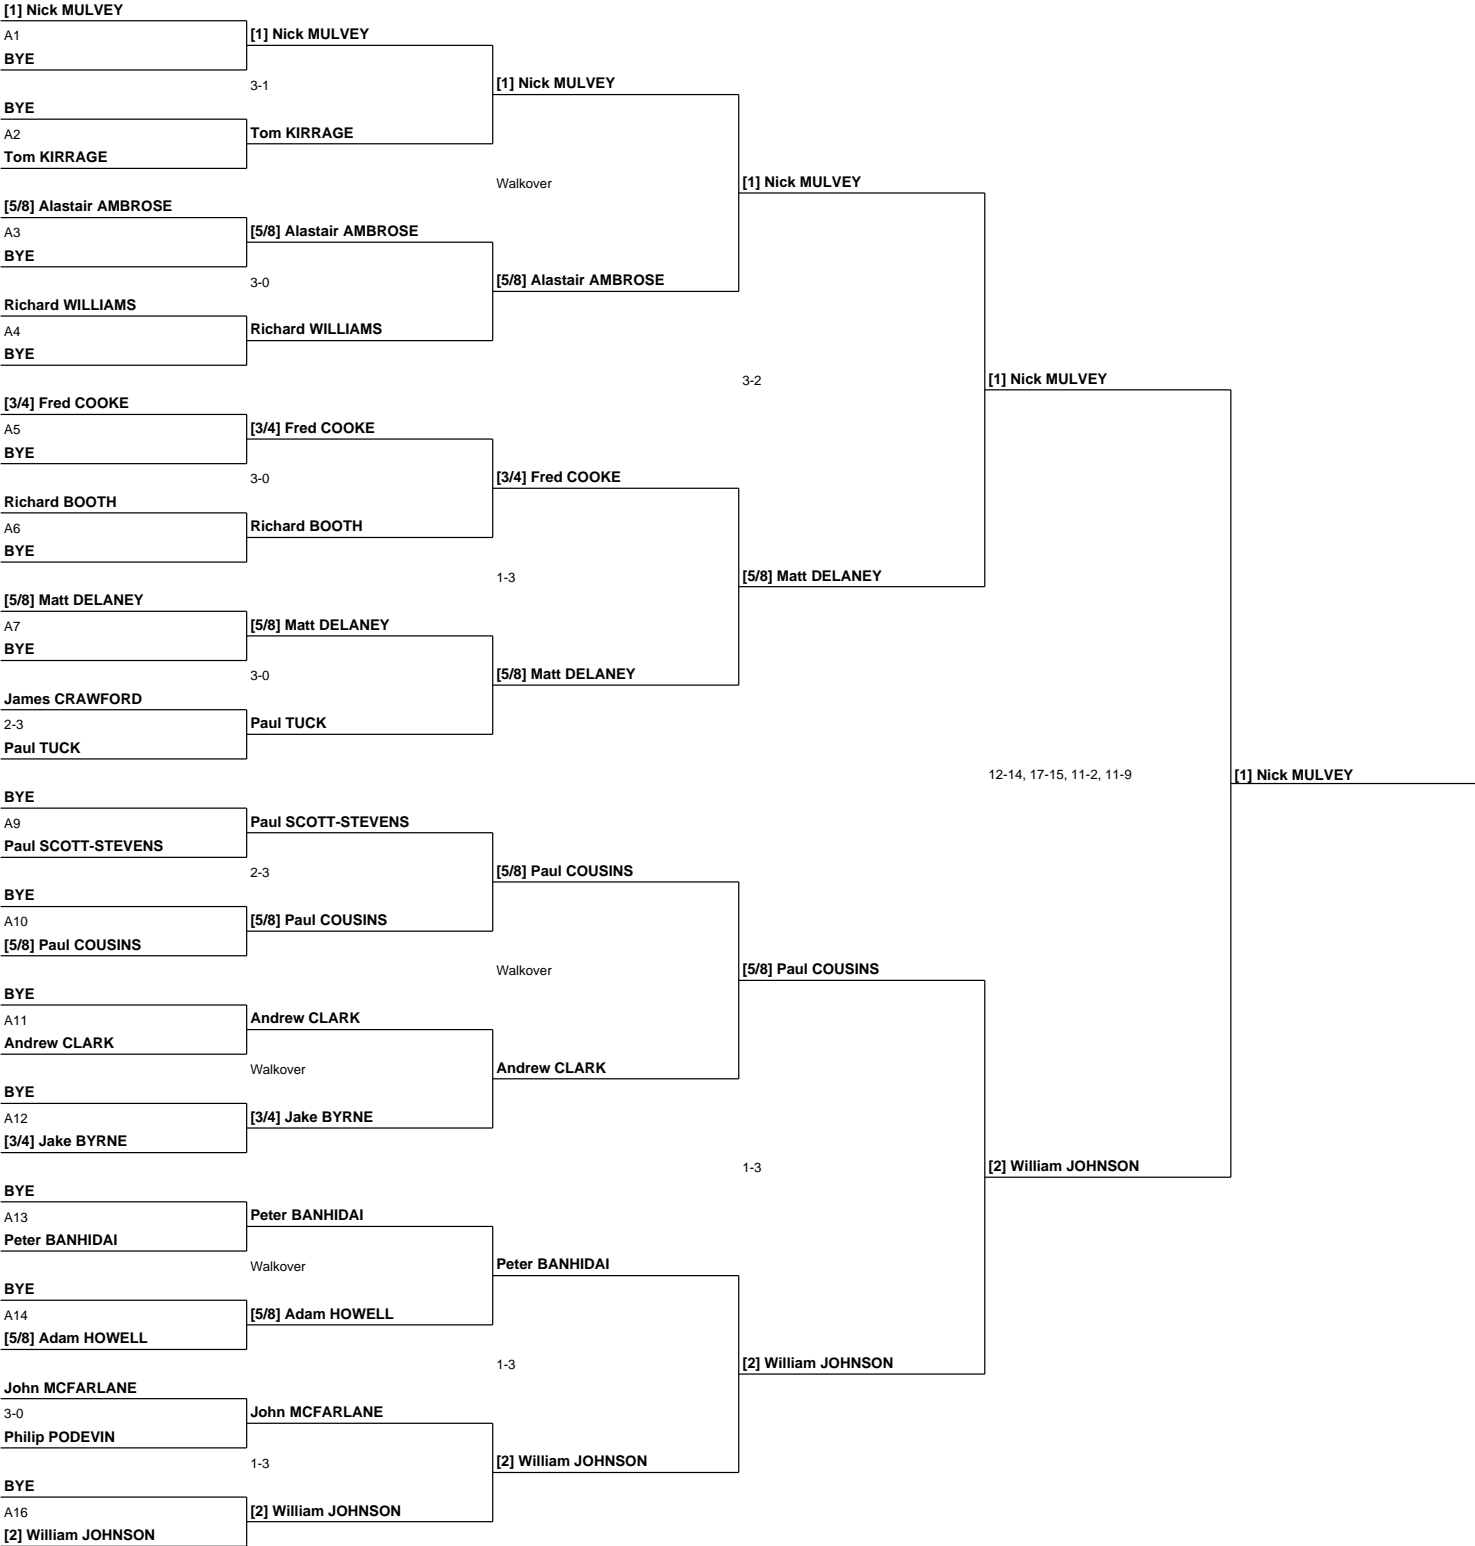 [1] Nick MULVEY
A1
BYE
BYE
A2
Tom KIRRAGE
[5/8] Alastair AMBROSE
A3
BYE
Richard WILLIAMS
A4
BYE
[3/4] Fred COOKE
A5
BYE
Richard BOOTH
A6
BYE
[5/8] Matt DELANEY
A7
BYE
James CRAWFORD
2-3
Paul TUCK
BYE
A9
Paul SCOTT-STEVENS
BYE
A10
[5/8] Paul COUSINS
BYE
A11
Andrew CLARK
BYE
A12
[3/4] Jake BYRNE
BYE
A13
Peter BANHIDAI
BYE
A14
[5/8] Adam HOWELL
John MCFARLANE
3-0
Philip PODEVIN
BYE
A16
[2] William JOHNSON
[1] Nick MULVEY
3-1
Tom KIRRAGE
[5/8] Alastair AMBROSE
3-0
Richard WILLIAMS
[3/4] Fred COOKE
3-0
Richard BOOTH
[5/8] Matt DELANEY
3-0
Paul TUCK
Paul SCOTT-STEVENS
2-3
[5/8] Paul COUSINS
Andrew CLARK
Walkover
[3/4] Jake BYRNE
Peter BANHIDAI
Walkover
[5/8] Adam HOWELL
John MCFARLANE
1-3
[2] William JOHNSON
[1] Nick MULVEY
Walkover
[5/8] Alastair AMBROSE
[3/4] Fred COOKE
1-3
[5/8] Matt DELANEY
[5/8] Paul COUSINS
Walkover
Andrew CLARK
Peter BANHIDAI
1-3
[2] William JOHNSON
[1] Nick MULVEY
3-2
[5/8] Matt DELANEY
[5/8] Paul COUSINS
1-3
[2] William JOHNSON
[1] Nick MULVEY
12-14, 17-15, 11-2, 11-9
[2] William JOHNSON
[1] Nick MULVEY